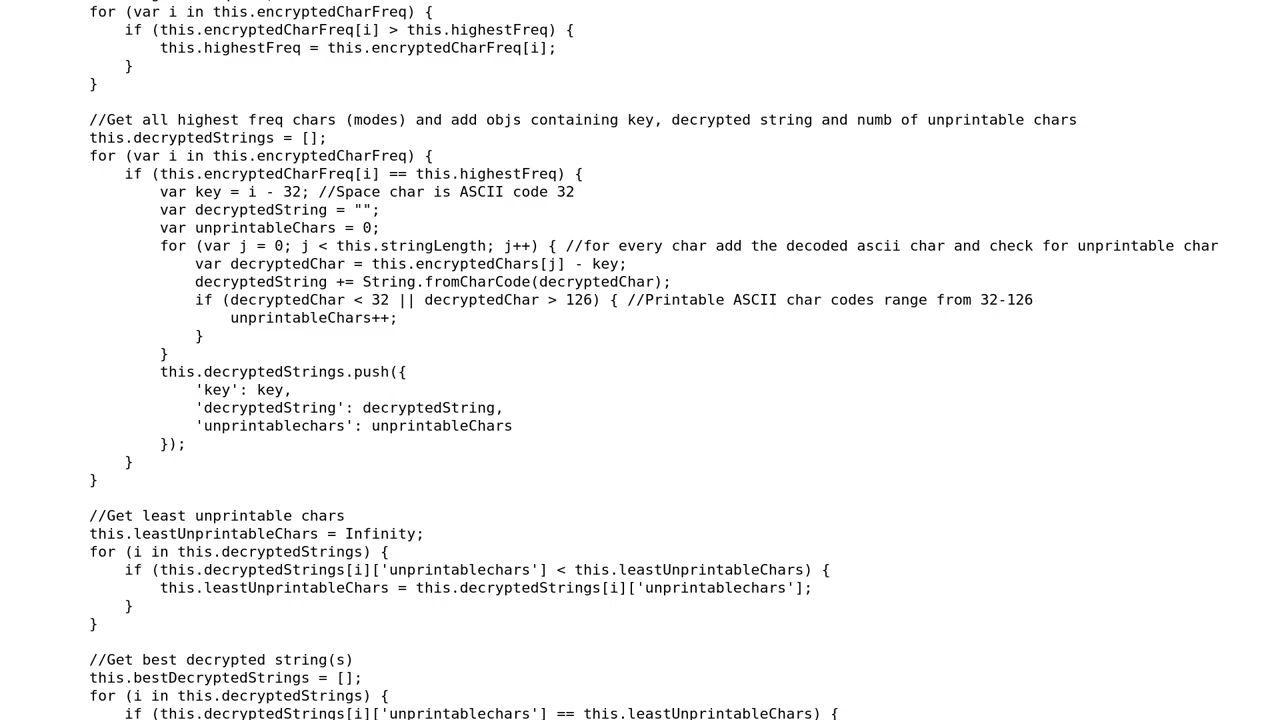 for (var i in this.encryptedCharFreq) {
    if (this.encryptedCharFreq[i] > this.highestFreq) {
        this.highestFreq = this.encryptedCharFreq[i];
    }
}

//Get all highest freq chars (modes) and add objs containing key, decrypted string and numb of unprintable chars
this.decryptedStrings = [];
for (var i in this.encryptedCharFreq) {
    if (this.encryptedCharFreq[i] == this.highestFreq) {
        var key = i - 32; //Space char is ASCII code 32
        var decryptedString = "";
        var unprintableChars = 0;
        for (var j = 0; j < this.stringLength; j++) { //for every char add the decoded ascii char and check for unprintable char
            var decryptedChar = this.encryptedChars[j] - key;
            decryptedString += String.fromCharCode(decryptedChar);
            if (decryptedChar < 32 || decryptedChar > 126) { //Printable ASCII char codes range from 32-126
                unprintableChars++;
            }
        }
        this.decryptedStrings.push({
            'key': key,
            'decryptedString': decryptedString,
            'unprintablechars': unprintableChars
        });
    }
}

//Get least unprintable chars
this.leastUnprintableChars = Infinity;
for (i in this.decryptedStrings) {
    if (this.decryptedStrings[i]['unprintablechars'] < this.leastUnprintableChars) {
        this.leastUnprintableChars = this.decryptedStrings[i]['unprintablechars'];
    }
}

//Get best decrypted string(s)
this.bestDecryptedStrings = [];
for (i in this.decryptedStrings) {
    if (this.decryptedStrings[i]['unprintablechars'] == this.leastUnprintableChars) {